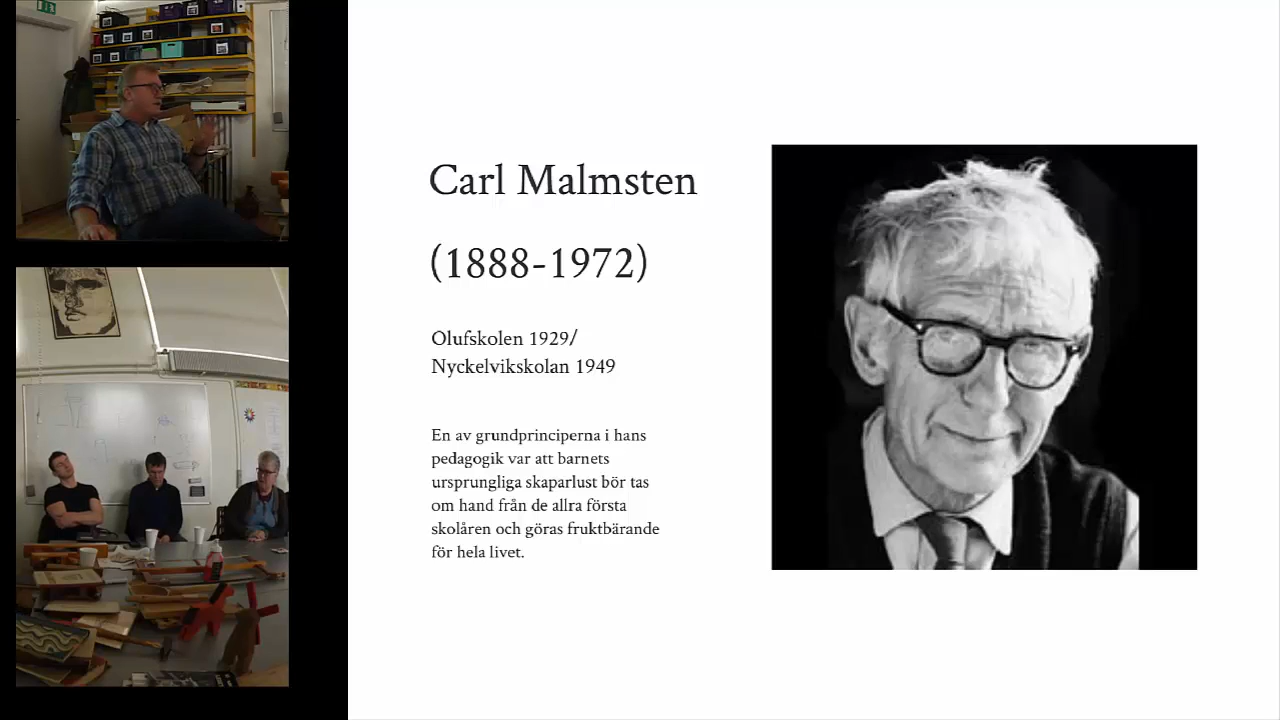 Carl Malmsten
(1888-1972)
Olufskolen 1929/
Nyckelvikskolan 1949
En av grundprinciperna i hans
pedagogik var att barnets
ursprungliga skaparlust bör tas
om hand från de allra första
skolåren och göras fruktbärande
för hela livet.